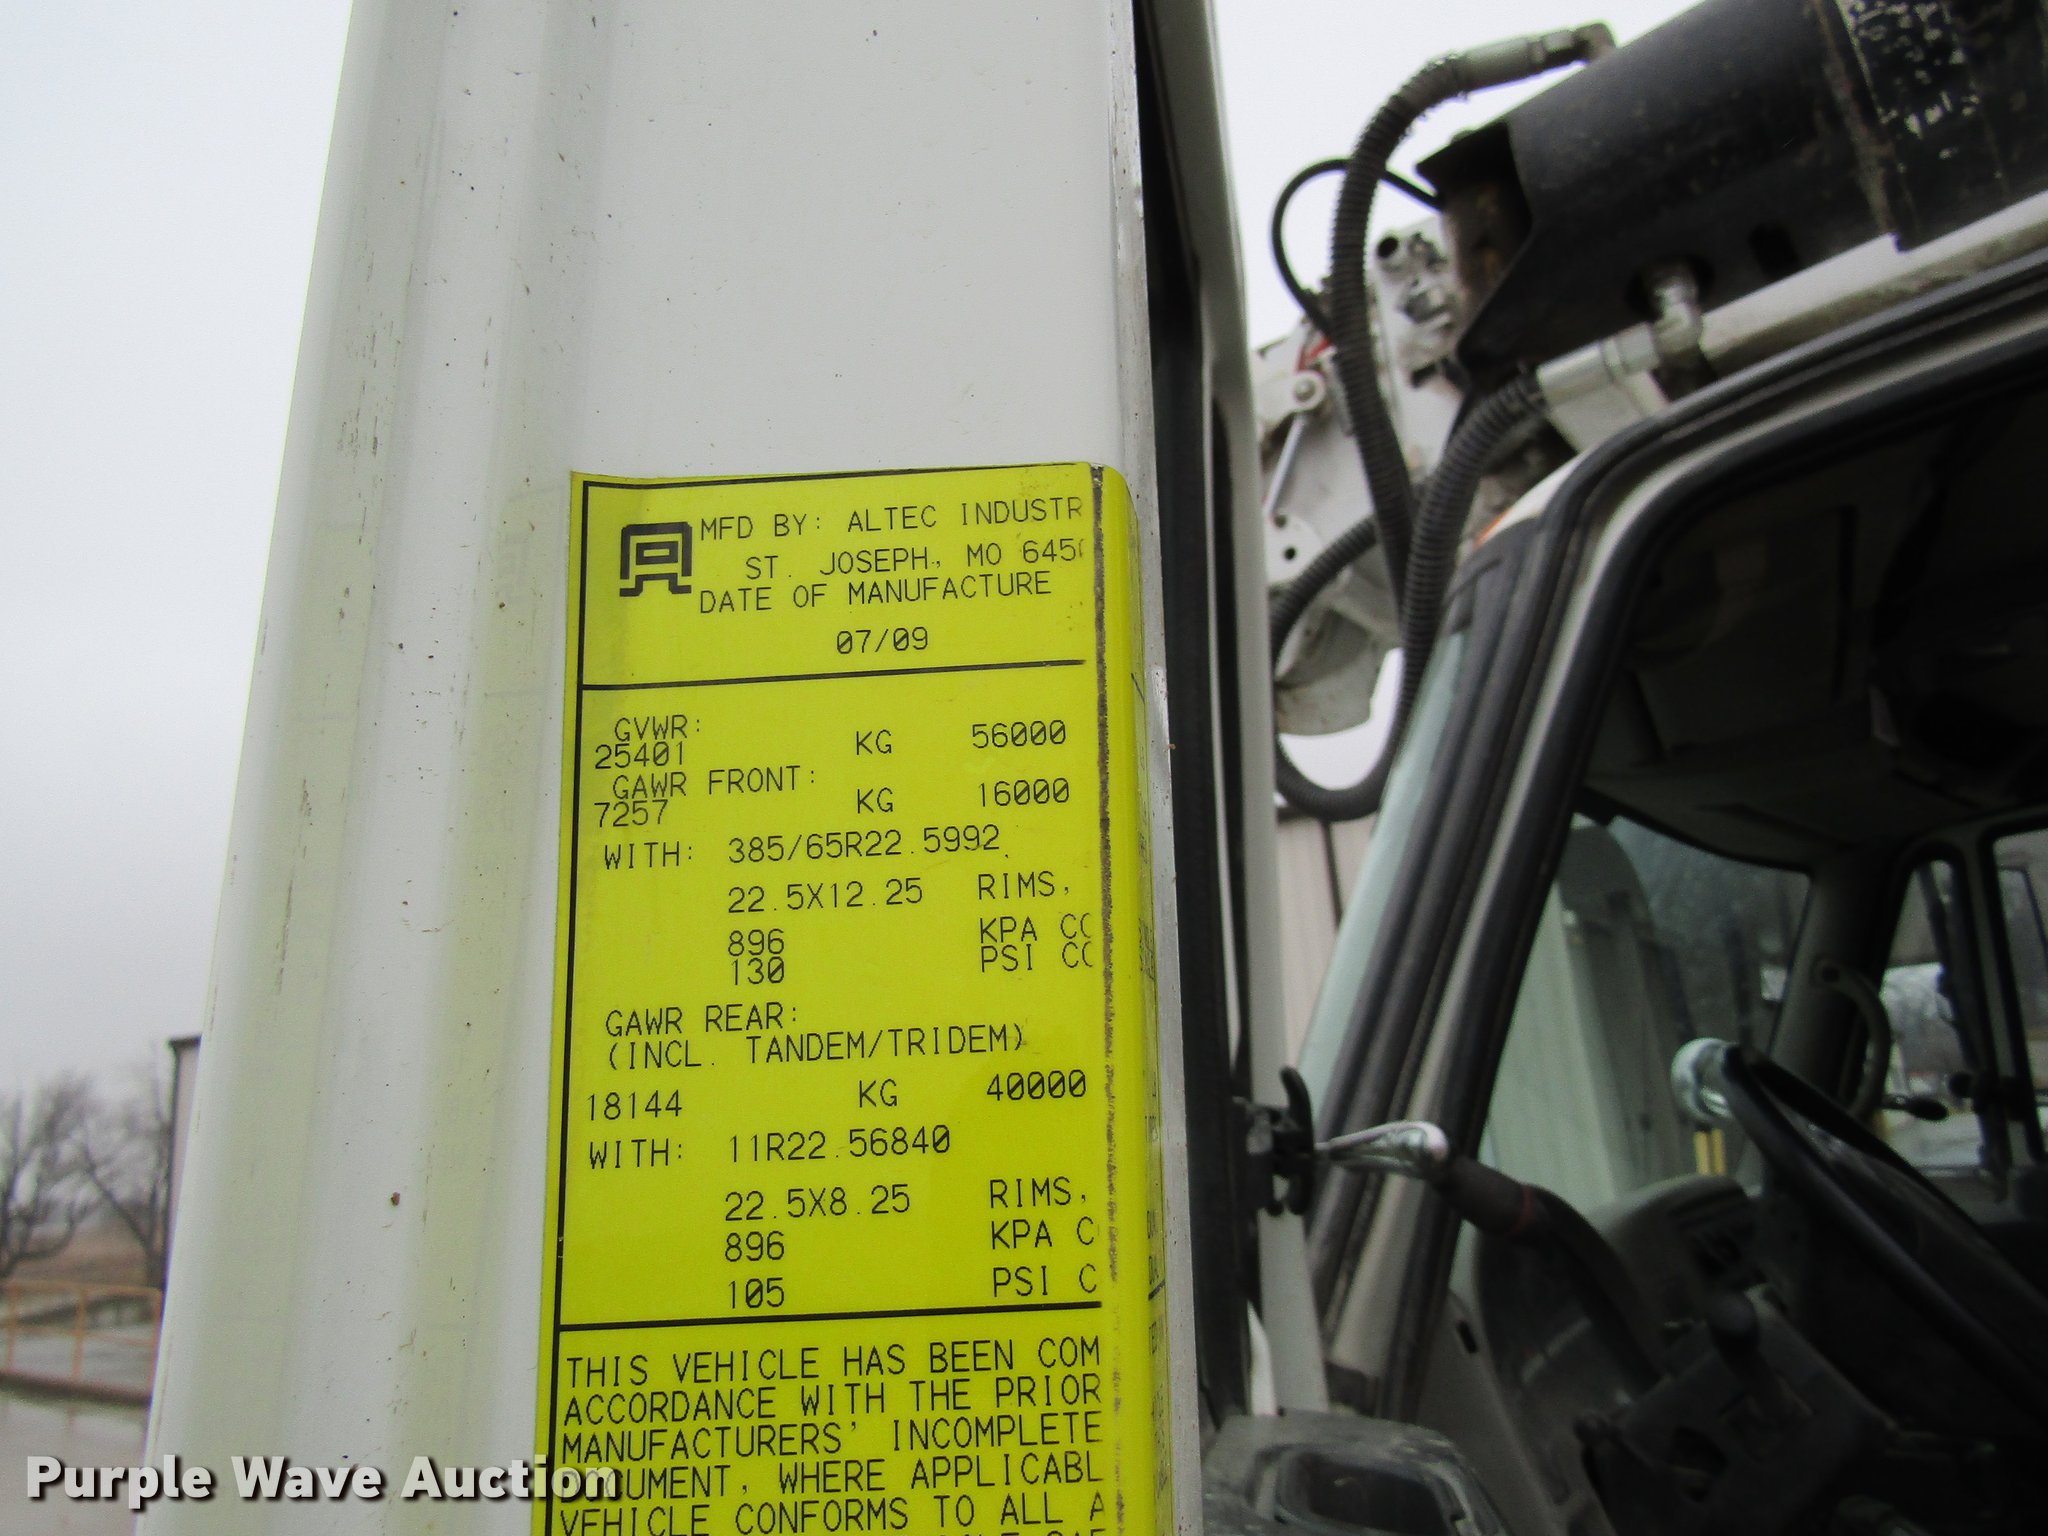 MFD BY: ALTEC INDUSTR
ST. JOSEPH, MO 645
DATE OF MANUFACTURE
07/09
GVWR:
25401 KG 56000
GAWR FRONT:
7257 KG 16000
WITH: 385/65R22.5992
22.5X12.25 RIMS,
896 KPA CO
130 PSI CO
GAWR REAR:
(INCL. TANDEM/TRIDEM)
18144 KG 40000
WITH: 11R22.56840
22.5X8.25 RIMS,
896 KPA C
105 PSI C
THIS VEHICLE HAS BEEN COM
ACCORDANCE WITH THE PRIOR
MANUFACTURERS' INCOMPLETE
DOCUMENT, WHERE APPLICABL
VEHICLE CONFORMS TO ALL A
Purple Wave Auction